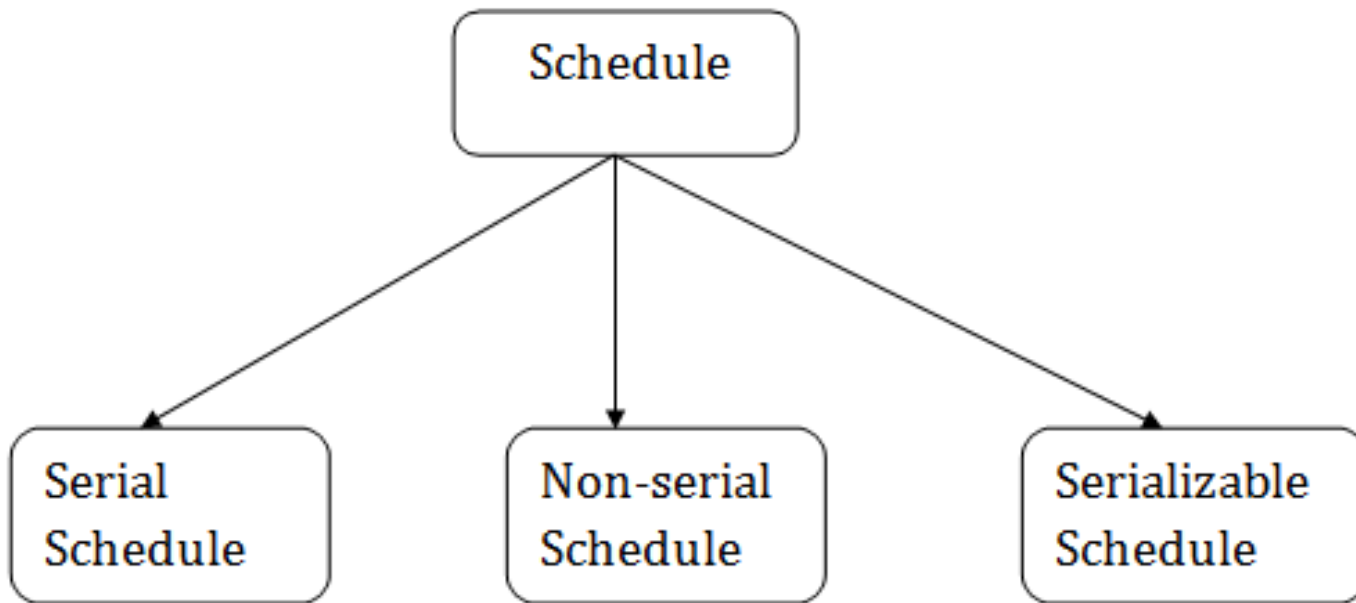 Schedule
Serial
Schedule
Non-serial
Schedule
Serializable
Schedule